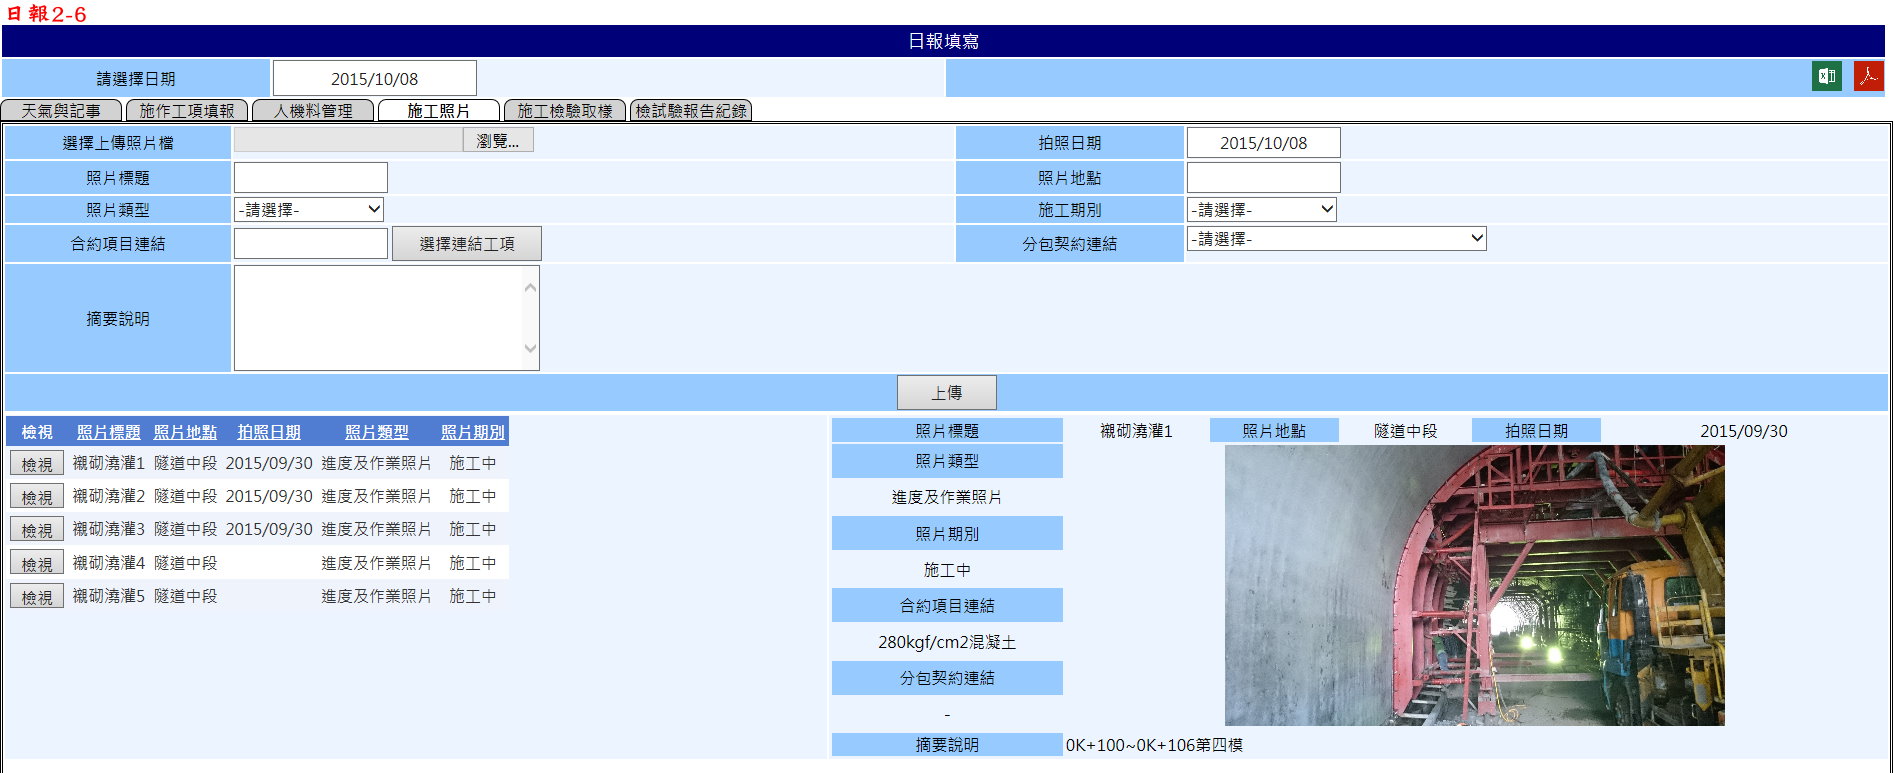 日報2-6
日報填寫
請選擇日期 2015/10/08
天氣與記事 施作工項填報 人機料管理 施工照片 施工檢驗取樣 檢試驗報告紀錄
選擇上傳照片檔 瀏覽... 拍照日期 2015/10/08
照片標題 照片地點
照片類型 -請選擇- 施工期別 -請選擇-
合約項目連結 選擇連結工項 分包契約連結 -請選擇-
摘要說明
上傳
檢視 照片標題 照片地點 拍照日期 照片類型 照片期別
檢視 襯砌澆灌1 隧道中段 2015/09/30 進度及作業照片 施工中
檢視 襯砌澆灌2 隧道中段 2015/09/30 進度及作業照片 施工中
檢視 襯砌澆灌3 隧道中段 2015/09/30 進度及作業照片 施工中
檢視 襯砌澆灌4 隧道中段 進度及作業照片 施工中
檢視 襯砌澆灌5 隧道中段 進度及作業照片 施工中
照片標題 襯砌澆灌1 照片地點 隧道中段 拍照日期 2015/09/30
照片類型
進度及作業照片
照片期別
施工中
合約項目連結
280kgf/cm2混凝土
分包契約連結
-
摘要說明 0K+100~0K+106第四模